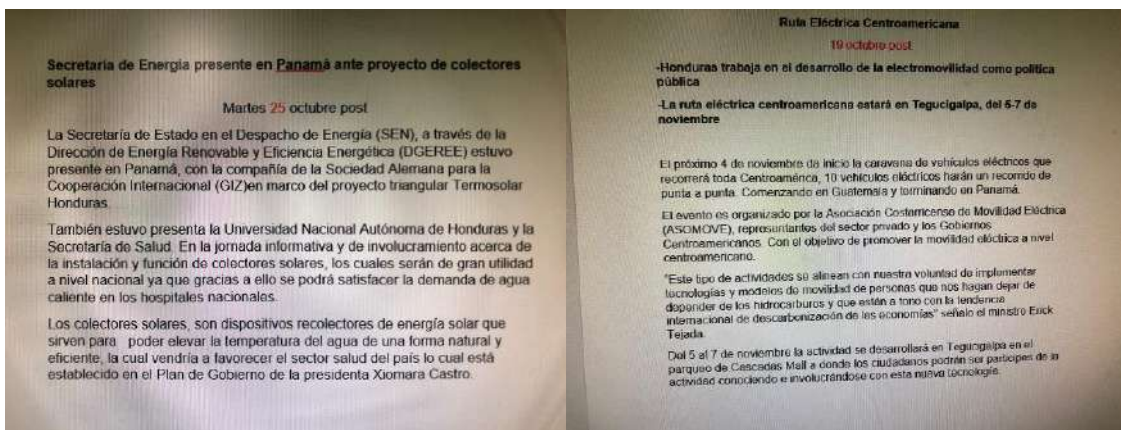 Secretaria de Energia presente en Panamá ante proyecto de colectores
solares
Martes 25 octubre post
La Secretaría de Estado en el Despacho de Energía (SEN), a través de la
Dirección de Energía Renovable y Eficiencia Energética (DGEREE) estuvo
presente en Panamá, con la compañía de la Sociedad Alemana para la
Cooperación Internacional (GIZ)en marco del proyecto triangular Termosolar
Honduras.
También estuvo presenta la Universidad Nacional Autónoma de Honduras y la
Secretaría de Salud. En la jornada informativa y de involucramiento acerca de
la instalación y función de colectores solares, los cuales serán de gran utilidad
a nivel nacional ya que gracias a ello se podrá satisfacer la demanda de agua
caliente en los hospitales nacionales.
Los colectores solares, son dispositivos recolectores de energía solar que
sirven para poder elevar la temperatura del agua de una forma natural y
eficiente, la cual vendría a favorecer el sector salud del país lo cual está
establecido en el Plan de Gobierno de la presidenta Xiomara Castro.
Ruta Eléctrica Centroamericana
19 octubre post
-Honduras trabaja en el desarrollo de la electromovilidad como política
pública
-La ruta eléctrica centroamericana estará en Tegucigalpa, del 5-7 de
noviembre
El próximo 4 de noviembre da inicio la caravana de vehículos eléctricos que
recorrerá toda Centroamérica, 10 vehículos eléctricos harán un recorrido de
punta a punta. Comenzando en Guatemala y terminando en Panamá.
El evento es organizado por la Asociación Costarricense de Movilidad Eléctrica
(ASOMOVE), representantes del sector privado y los Gobiernos
Centroamericanos. Con el objetivo de promover la movilidad eléctrica a nivel
centroamericano.
"Este tipo de actividades se alinean con nuestra voluntad de implementar
tecnologías y modelos de movilidad de personas que nos hagan dejar de
depender de los hidrocarburos y que estén a tono con la tendencia
internacional de descarbonización de las economías" señalo el ministro Erick
Tejada.
Del 5 al 7 de noviembre la actividad se desarrollará en Tegucigalpa en el
parqueo de Cascadas Mall a donde los ciudadanos podrán ser participes de la
actividad conociendo e involucrándose con esta nueva tecnología.